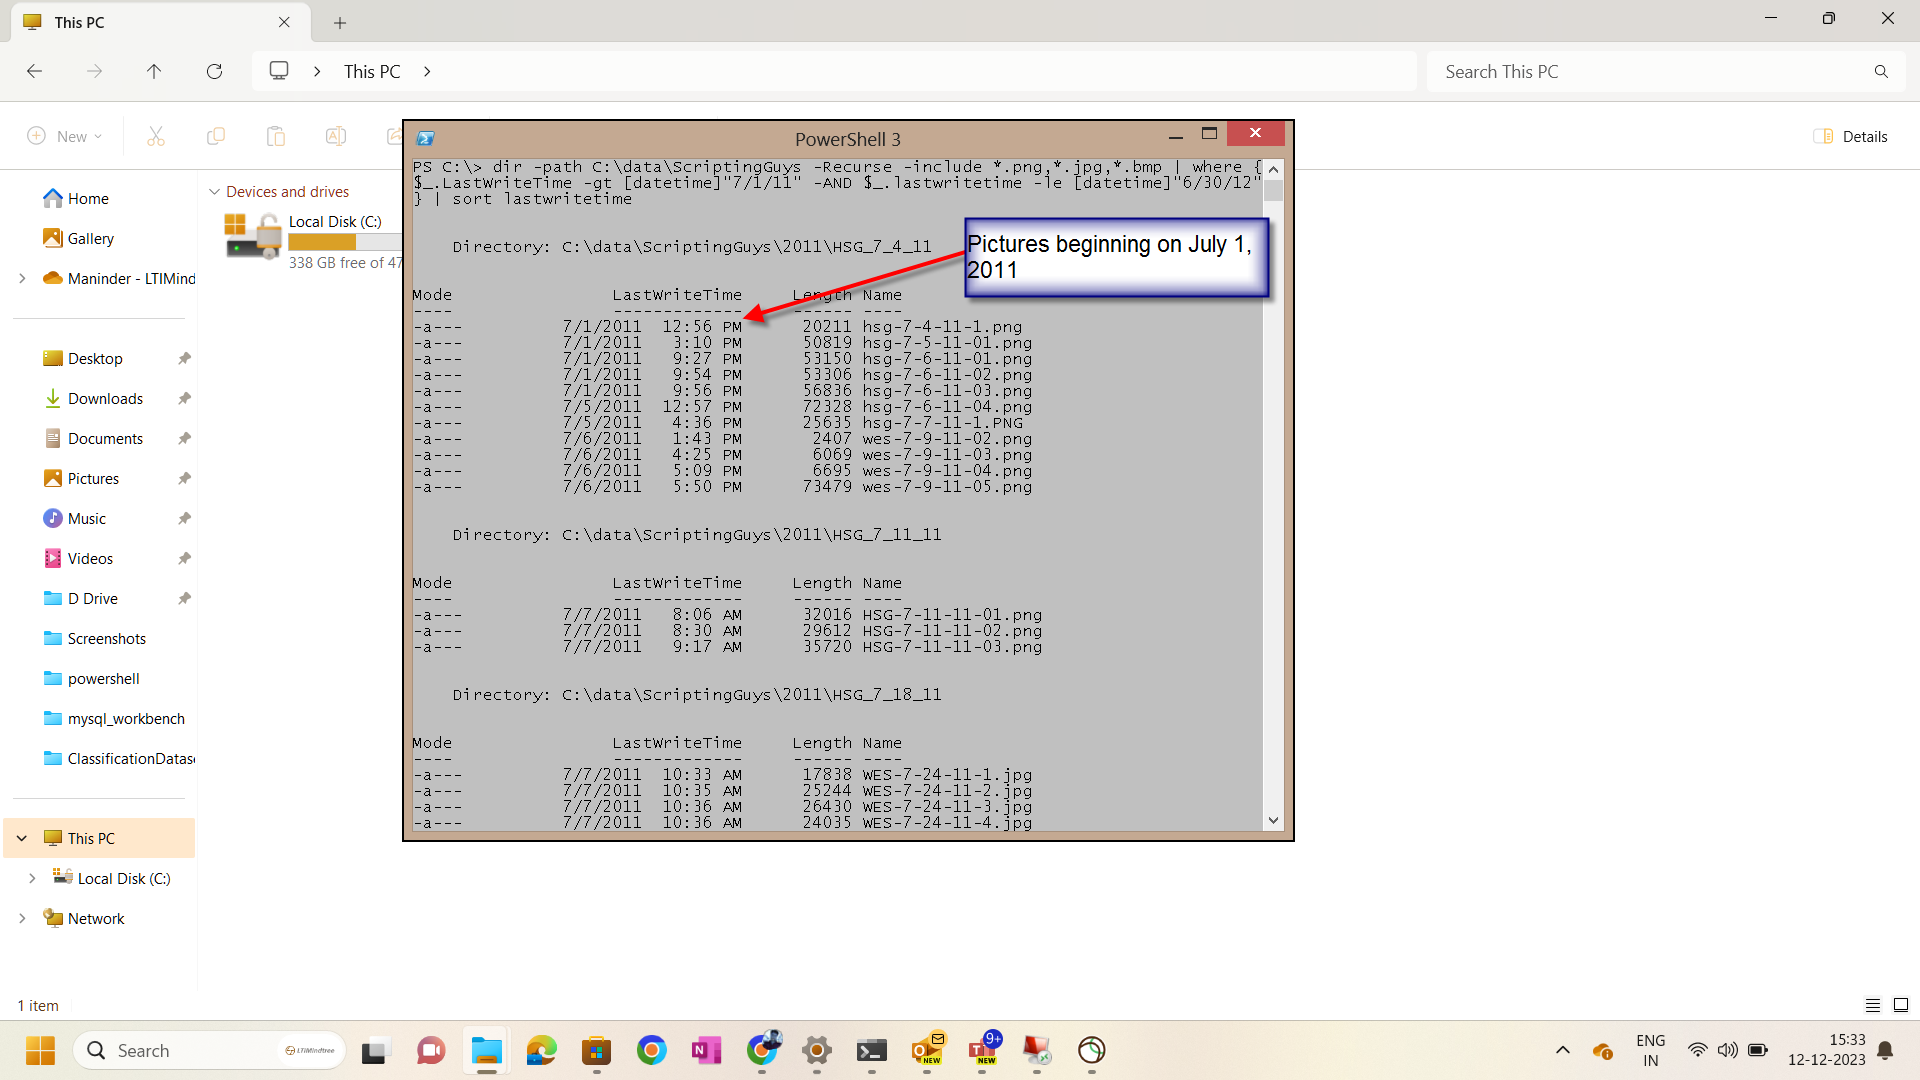 This PC
This PC
Search This PC
New
Details
Home
Gallery
Maninder - LTIMind
Desktop
Downloads
Documents
Pictures
Music
Videos
D Drive
Screenshots
powershell
mysql_workbench
ClassificationDatas
This PC
Local Disk (C:)
Network
Devices and drives
Local Disk (C:)
338 GB free of 47
PowerShell 3
PS C:\> dir -path C:\data\ScriptingGuys -Recurse -include *.png,*.jpg,*.bmp | where {
$_.LastWriteTime -gt [datetime]"7/1/11" -AND $_.lastwritetime -le [datetime]"6/30/12"
} | sort lastwritetime
Directory: C:\data\ScriptingGuys\2011\HSG_7_4_11
Pictures beginning on July 1,
2011
Mode LastWriteTime Length Name
---- ------------- ------ ----
-a--- 7/1/2011 12:56 PM 20211 hsg-7-4-11-1.png
-a--- 7/1/2011 3:10 PM 50819 hsg-7-5-11-01.png
-a--- 7/1/2011 9:27 PM 53150 hsg-7-6-11-01.png
-a--- 7/1/2011 9:54 PM 53306 hsg-7-6-11-02.png
-a--- 7/1/2011 9:56 PM 56836 hsg-7-6-11-03.png
-a--- 7/5/2011 12:57 PM 72328 hsg-7-6-11-04.png
-a--- 7/5/2011 4:36 PM 25635 hsg-7-7-11-1.PNG
-a--- 7/6/2011 1:43 PM 2407 wes-7-9-11-02.png
-a--- 7/6/2011 4:25 PM 6069 wes-7-9-11-03.png
-a--- 7/6/2011 5:09 PM 6695 wes-7-9-11-04.png
-a--- 7/6/2011 5:50 PM 73479 wes-7-9-11-05.png
Directory: C:\data\ScriptingGuys\2011\HSG_7_11_11
Mode LastWriteTime Length Name
---- ------------- ------ ----
-a--- 7/7/2011 8:06 AM 32016 HSG-7-11-11-01.png
-a--- 7/7/2011 8:30 AM 29612 HSG-7-11-11-02.png
-a--- 7/7/2011 9:17 AM 35720 HSG-7-11-11-03.png
Directory: C:\data\ScriptingGuys\2011\HSG_7_18_11
Mode LastWriteTime Length Name
---- ------------- ------ ----
-a--- 7/7/2011 10:33 AM 17838 WES-7-24-11-1.jpg
-a--- 7/7/2011 10:35 AM 25244 WES-7-24-11-2.jpg
-a--- 7/7/2011 10:36 AM 26430 WES-7-24-11-3.jpg
-a--- 7/7/2011 10:36 AM 24035 WES-7-24-11-4.jpg
1 item
Search
LTIMindtree
NEW
9+
NEW
ENG
IN
15:33
12-12-2023